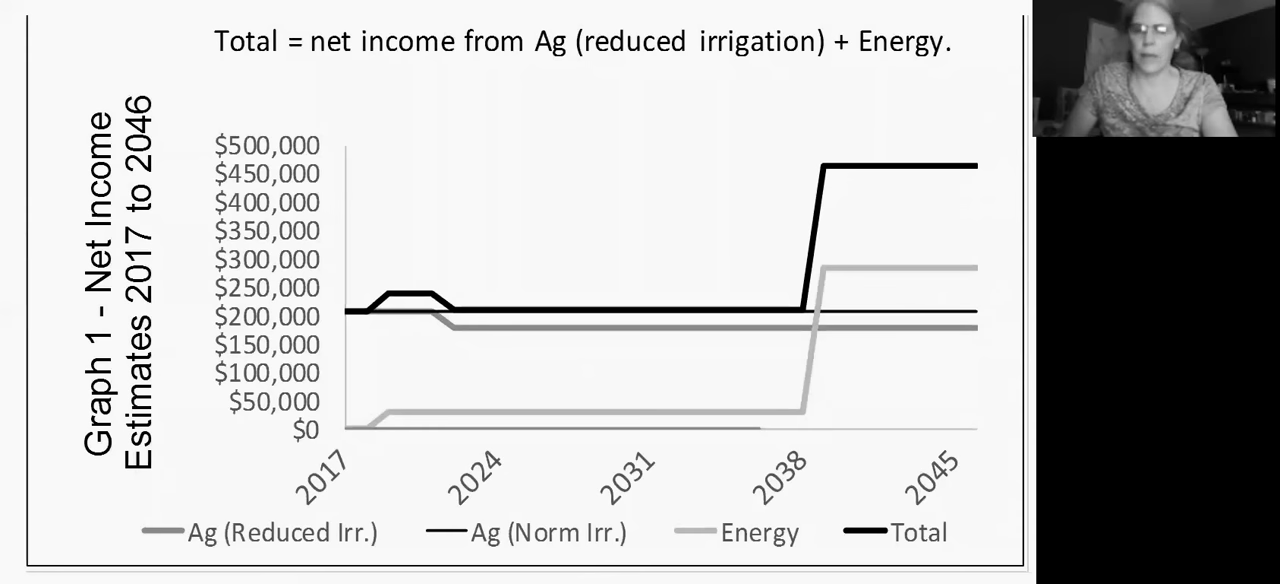 Total = net income from Ag (reduced irrigation) + Energy.
Graph 1 - Net Income
Estimates 2017 to 2046
$500,000
$450,000
$400,000
$350,000
$300,000
$250,000
$200,000
$150,000
$100,000
$50,000
$0
2017
2024
2031
2038
2045
Ag (Reduced Irr.)
Ag (Norm Irr.)
Energy
Total